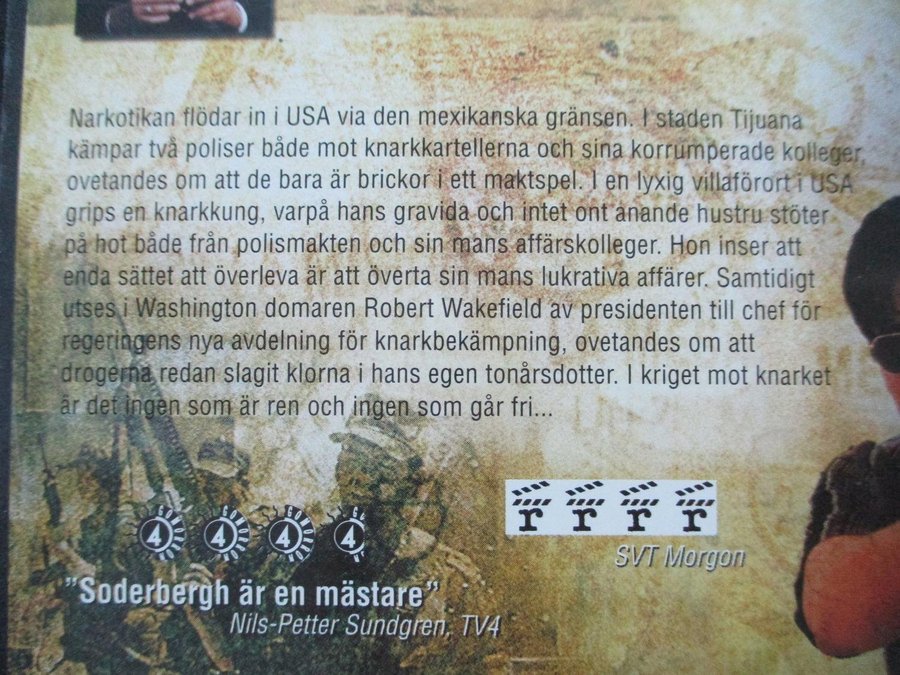 Narkotikan flödar in i USA via den mexikanska gränsen. I staden Tijuana
kämpar två poliser både mot knarkkartellerna och sina korrumperade kolleger,
ovetandes om att de bara är brickor i ett maktspel. I en lyxig villaförort i USA
grips en knarkkung, varpå hans gravida och intet ont anande hustru stöter
på hot både från polismakten och sin mans affärskolleger. Hon inser att
enda sättet att överleva är att överta sin mans lukrativa affärer. Samtidigt
utses i Washington domaren Robert Wakefield av presidenten till chef för
regeringens nya avdelning för knarkbekämpning, ovetandes om att
drogerna redan slagit klorna i hans egen tonårsdotter. I kriget mot knarket
är det ingen som är ren och ingen som går fri...
4 4 4 4
r r r r
SVT Morgon
"Soderbergh är en mästare"
Nils-Petter Sundgren, TV4